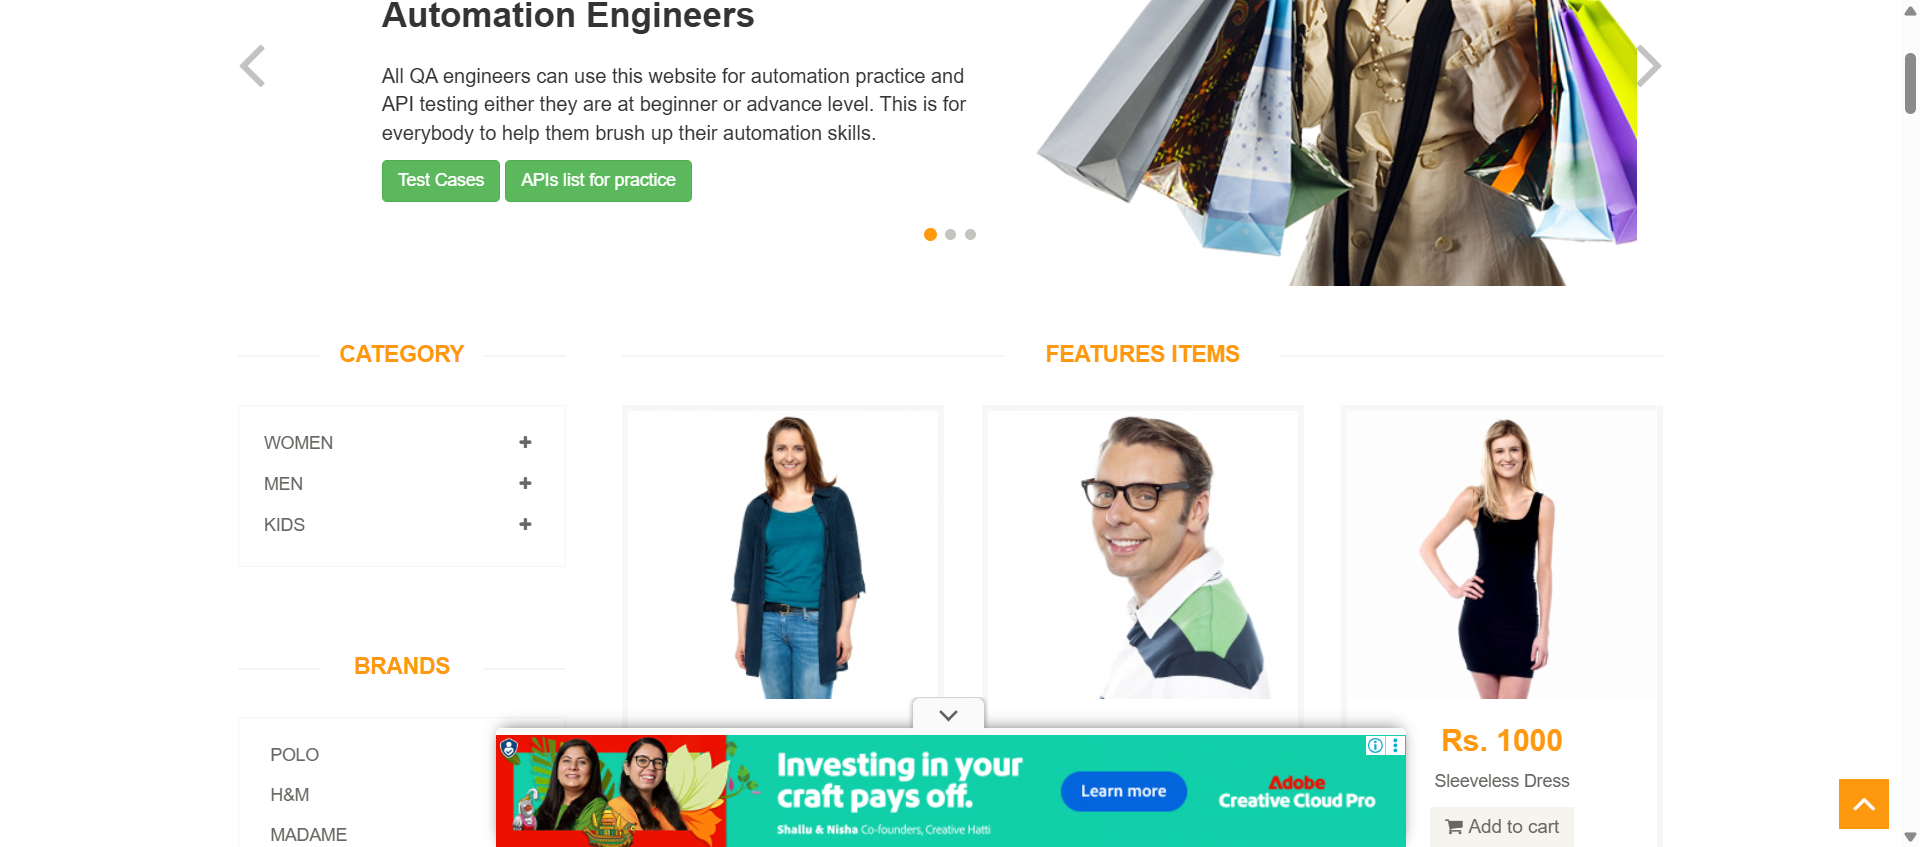 Automation Engineers
All QA engineers can use this website for automation practice and
API testing either they are at beginner or advance level. This is for
everybody to help them brush up their automation skills.
Test Cases
APIs list for practice
CATEGORY
WOMEN
MEN
KIDS
BRANDS
POLO
H&M
MADAME
FEATURES ITEMS
Rs. 1000
Sleeveless Dress
Add to cart
Investing in your
craft pays off.
Shallu & Nisha Co-founders, Creative Hatti
Learn more
Adobe
Creative Cloud Pro